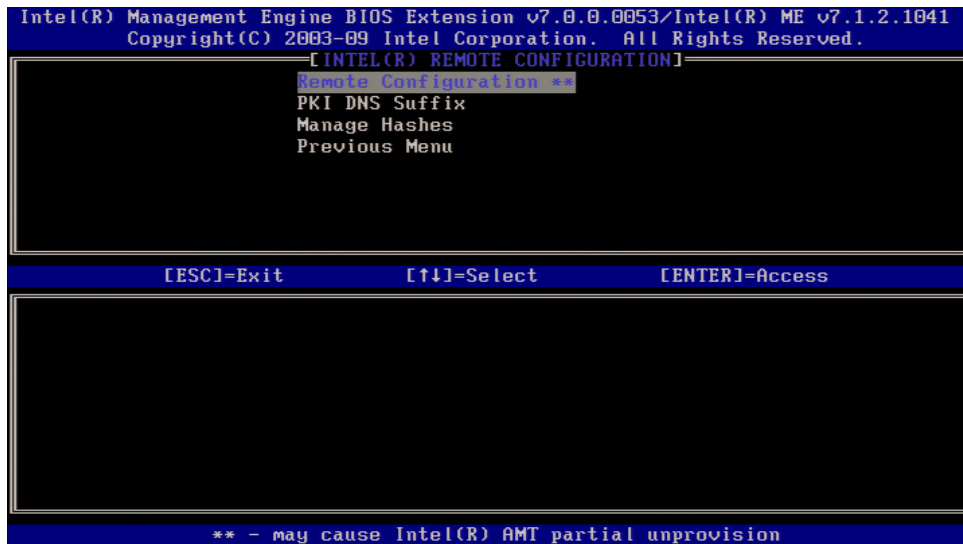 Intel(R) Management Engine BIOS Extension v7.0.0.0053/Intel(R) ME v7.1.2.1041
Copyright(C) 2003-09 Intel Corporation. All Rights Reserved.
[INTEL(R) REMOTE CONFIGURATION]
Remote Configuration **
PKI DNS Suffix
Manage Hashes
Previous Menu
[ESC]=Exit [↑↓]=Select [ENTER]=Access
** - may cause Intel(R) AMT partial unprovision